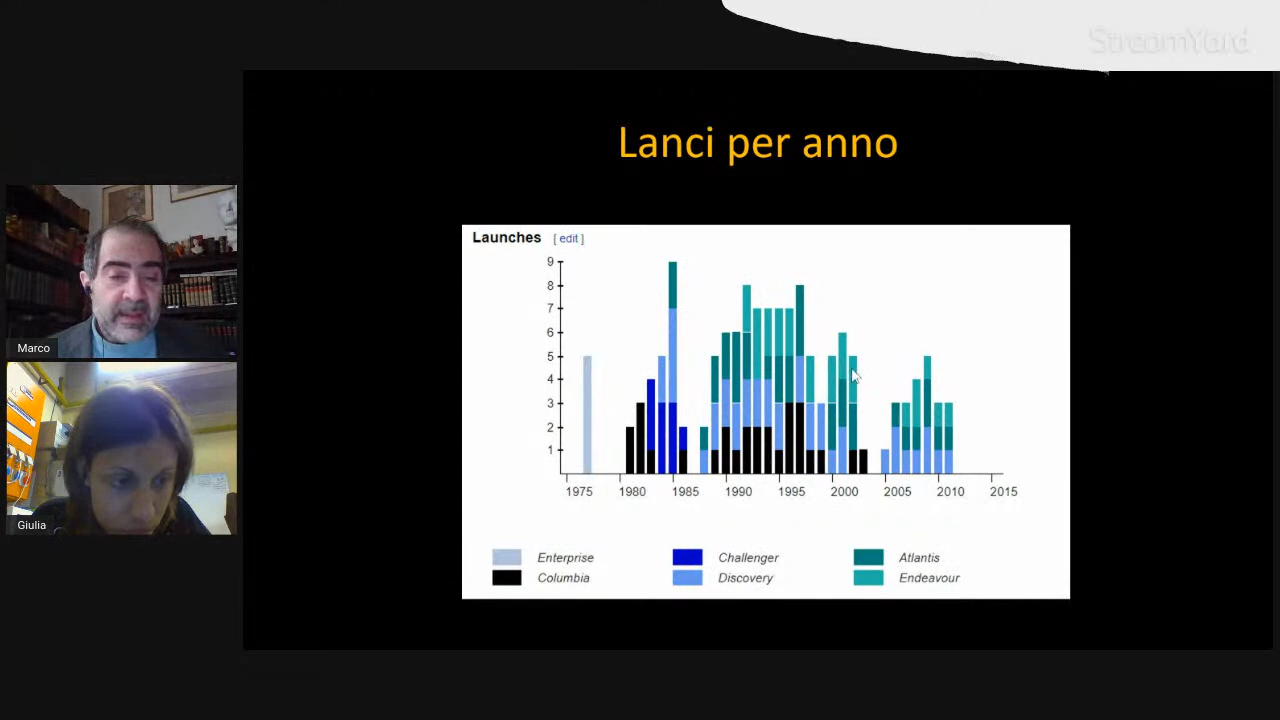 StreamYard
Lanci per anno
Launches [ edit ]
9
8
7
6
5
4
3
2
1
1975 1980 1985 1990 1995 2000 2005 2010 2015
Enterprise Challenger Atlantis
Columbia Discovery Endeavour
Marco
Giulia